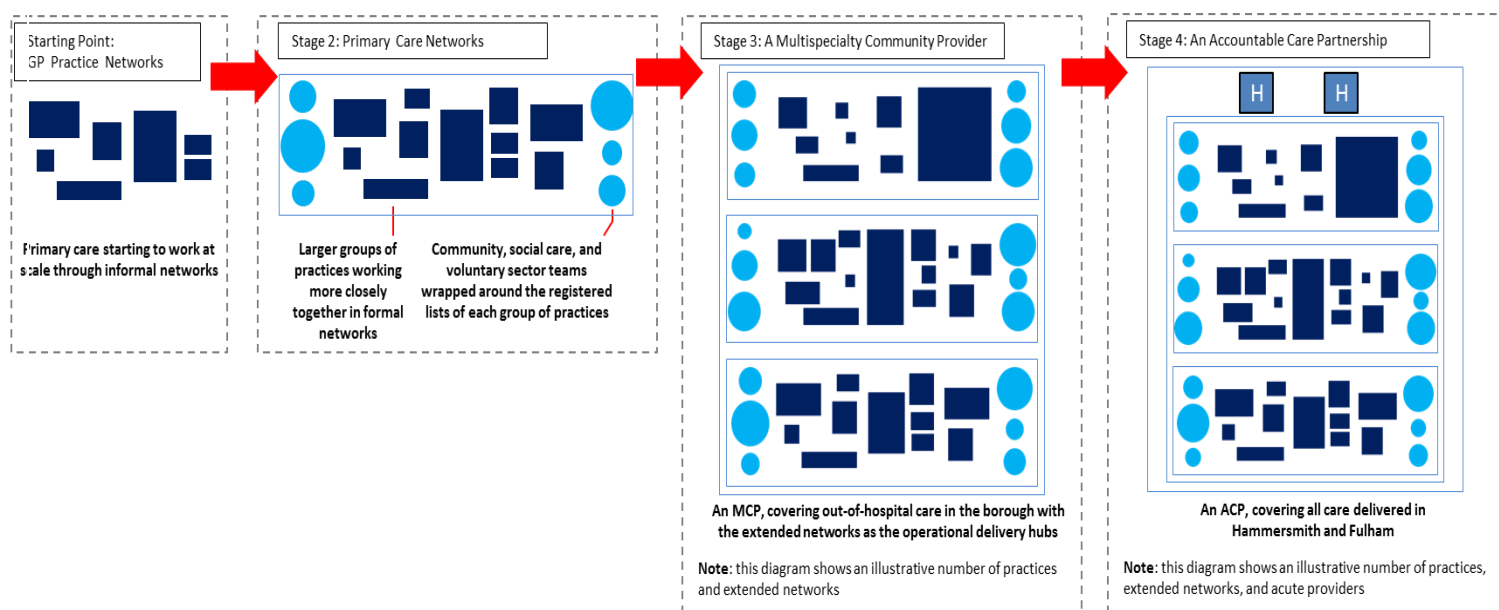 Starting Point:
GP Practice Networks
Primary care starting to work at
scale through informal networks
Stage 2: Primary Care Networks
Larger groups of
practices working
more closely
together in formal
networks
Community, social care, and
voluntary sector teams
wrapped around the registered
lists of each group of practices
Stage 3: A Multispecialty Community Provider
An MCP, covering out-of-hospital care in the borough with
the extended networks as the operational delivery hubs
Note: this diagram shows an illustrative number of practices
and extended networks
Stage 4: An Accountable Care Partnership
H
H
An ACP, covering all care delivered in
Hammersmith and Fulham
Note: this diagram shows an illustrative number of practices,
extended networks, and acute providers